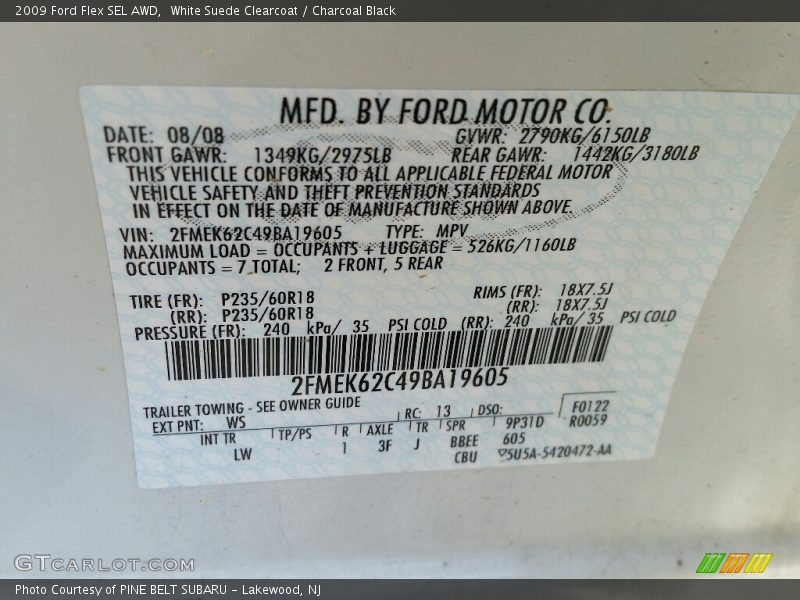 2009 Ford Flex SEL AWD,  White Suede Clearcoat / Charcoal Black
MFD. BY FORD MOTOR CO.
DATE: 08/08 GVWR: 2790KG/6150LB
FRONT GAWR: 1349KG/2975LB REAR GAWR: 1442KG/3180LB
THIS VEHICLE CONFORMS TO ALL APPLICABLE FEDERAL MOTOR
VEHICLE SAFETY AND THEFT PREVENTION STANDARDS
IN EFFECT ON THE DATE OF MANUFACTURE SHOWN ABOVE.
VIN: 2FMEK62C49BA19605 TYPE: MPV
MAXIMUM LOAD = OCCUPANTS + LUGGAGE = 526KG/1160LB
OCCUPANTS = 7 TOTAL; 2 FRONT, 5 REAR
TIRE (FR): P235/60R18 RIMS (FR): 18X7.5J
(RR): P235/60R18 (RR): 18X7.5J
PRESSURE (FR): 240 kPa/ 35 PSI COLD (RR): 240 kPa/ 35 PSI COLD
2FMEK62C49BA19605
TRAILER TOWING - SEE OWNER GUIDE RC: 13 DSO: F0122
EXT PNT: WS 9P31D R0059
INT TR TP/PS R AXLE TR SPR 605
LW 1 3F J BBEE
CBU 5U5A-5420472-AA
GTCARLOT.COM
Photo Courtesy of PINE BELT SUBARU - Lakewood, NJ